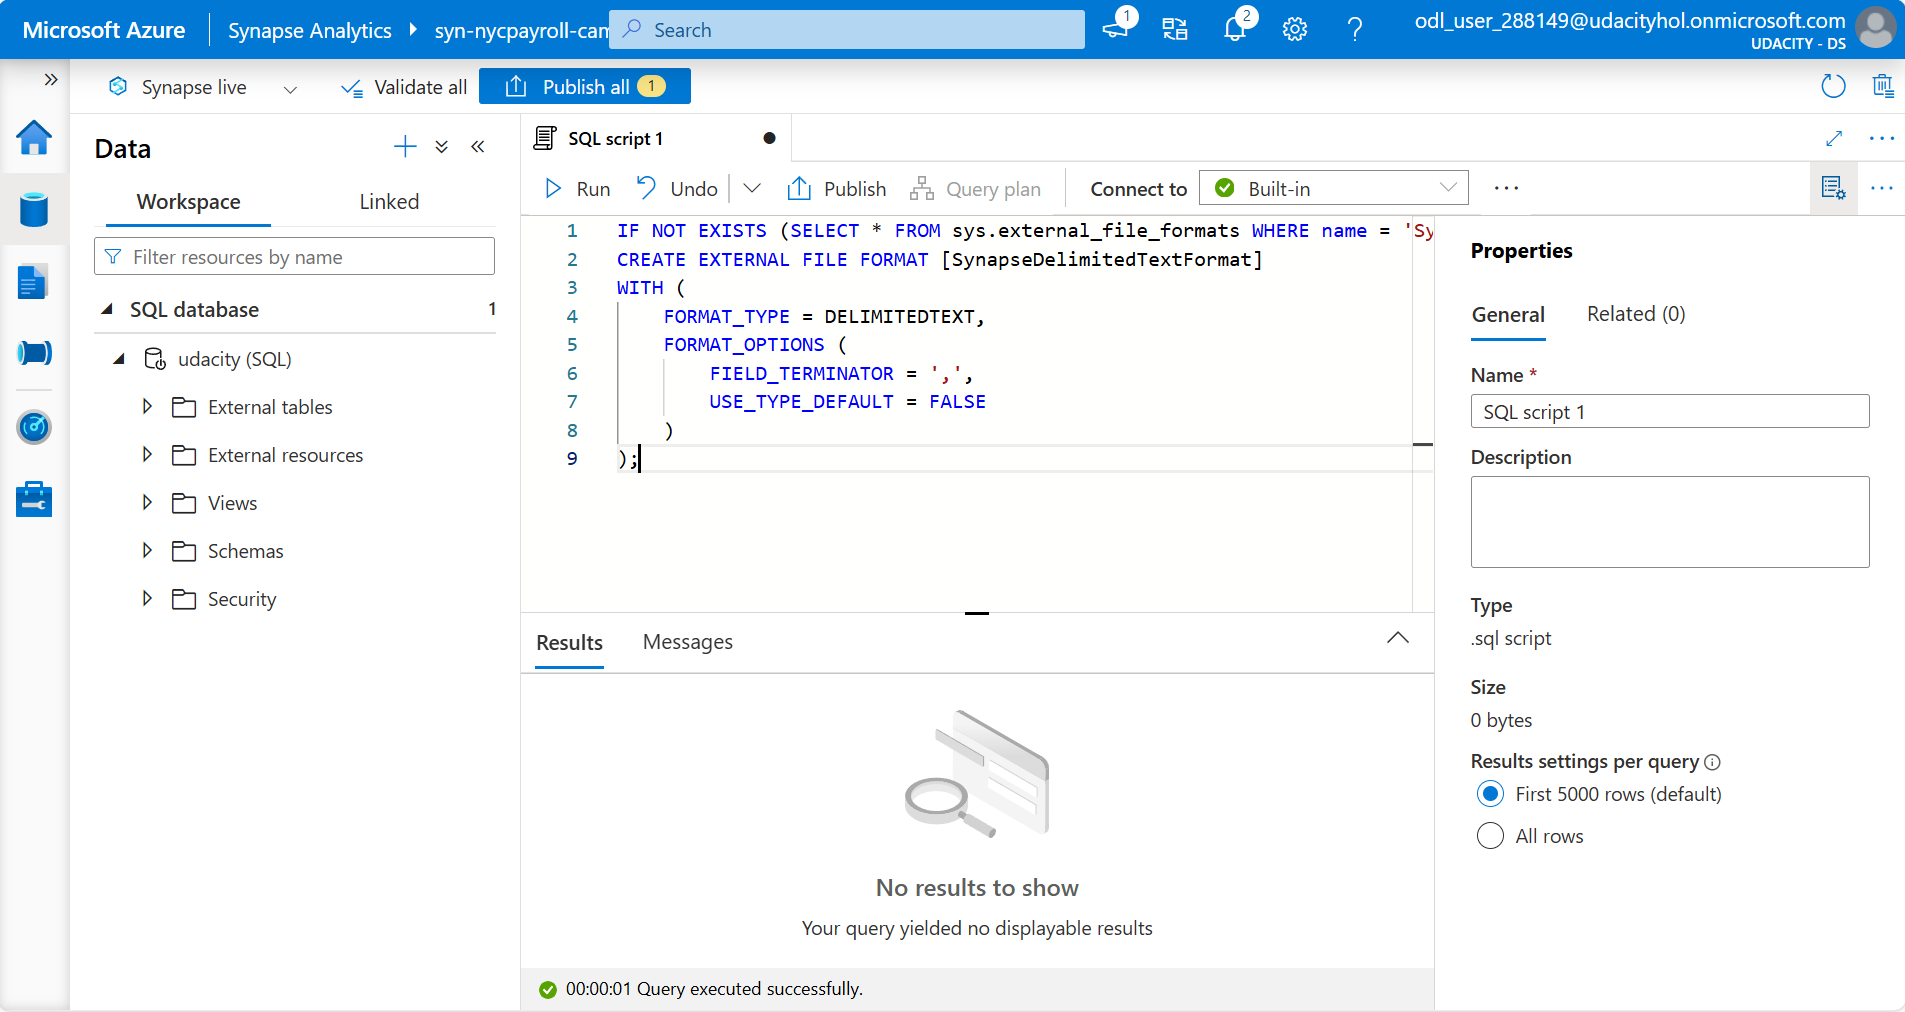 Microsoft Azure
Synapse Analytics
syn-nycpayroll-cam
Search
1
2
odl_user_288149@udacityhol.onmicrosoft.com
UDACITY - DS
Synapse live
Validate all
Publish all 1
Data
Workspace
Linked
Filter resources by name
SQL database 1
udacity (SQL)
External tables
External resources
Views
Schemas
Security
SQL script 1
Run
Undo
Publish
Query plan
Connect to
Built-in
1 IF NOT EXISTS (SELECT * FROM sys.external_file_formats WHERE name = 'Sy
2 CREATE EXTERNAL FILE FORMAT [SynapseDelimitedTextFormat]
3 WITH (
4 FORMAT_TYPE = DELIMITEDTEXT,
5 FORMAT_OPTIONS (
6 FIELD_TERMINATOR = ',',
7 USE_TYPE_DEFAULT = FALSE
8 )
9 );
Results
Messages
No results to show
Your query yielded no displayable results
00:00:01 Query executed successfully.
Properties
General
Related (0)
Name *
SQL script 1
Description
Type
.sql script
Size
0 bytes
Results settings per query
First 5000 rows (default)
All rows